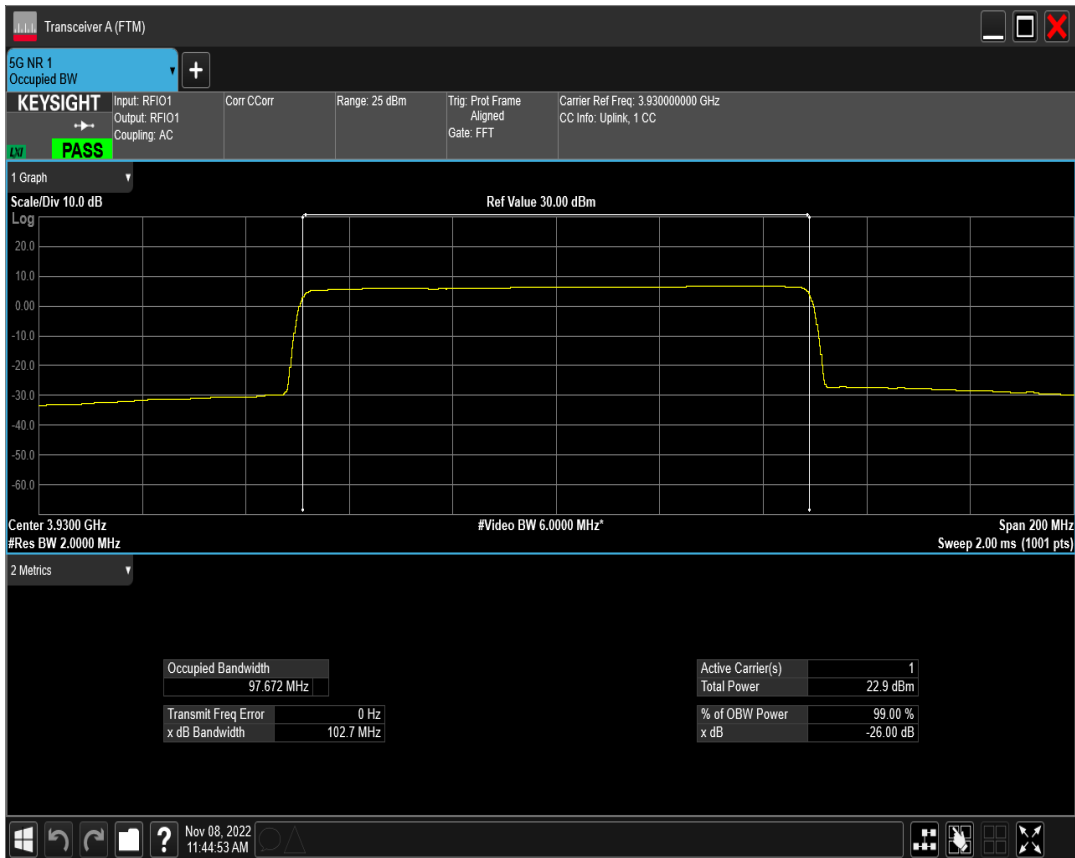 Transceiver A (FTM)
5G NR 1
Occupied BW
+
KEYSIGHT
LXI
PASS
Input: RFIO1
Output: RFIO1
Coupling: AC
Corr CCorr
Range: 25 dBm
Trig: Prot Frame
Aligned
Gate: FFT
Carrier Ref Freq: 3.930000000 GHz
CC Info: Uplink, 1 CC
1 Graph
Scale/Div 10.0 dB
Ref Value 30.00 dBm
Log
20.0
10.0
0.00
-10.0
-20.0
-30.0
-40.0
-50.0
-60.0
Center 3.9300 GHz
#Video BW 6.0000 MHz*
Span 200 MHz
#Res BW 2.0000 MHz
Sweep 2.00 ms (1001 pts)
2 Metrics
Occupied Bandwidth
97.672 MHz
Transmit Freq Error 0 Hz
x dB Bandwidth 102.7 MHz
Active Carrier(s) 1
Total Power 22.9 dBm
% of OBW Power 99.00 %
x dB -26.00 dB
?
Nov 08, 2022
11:44:53 AM